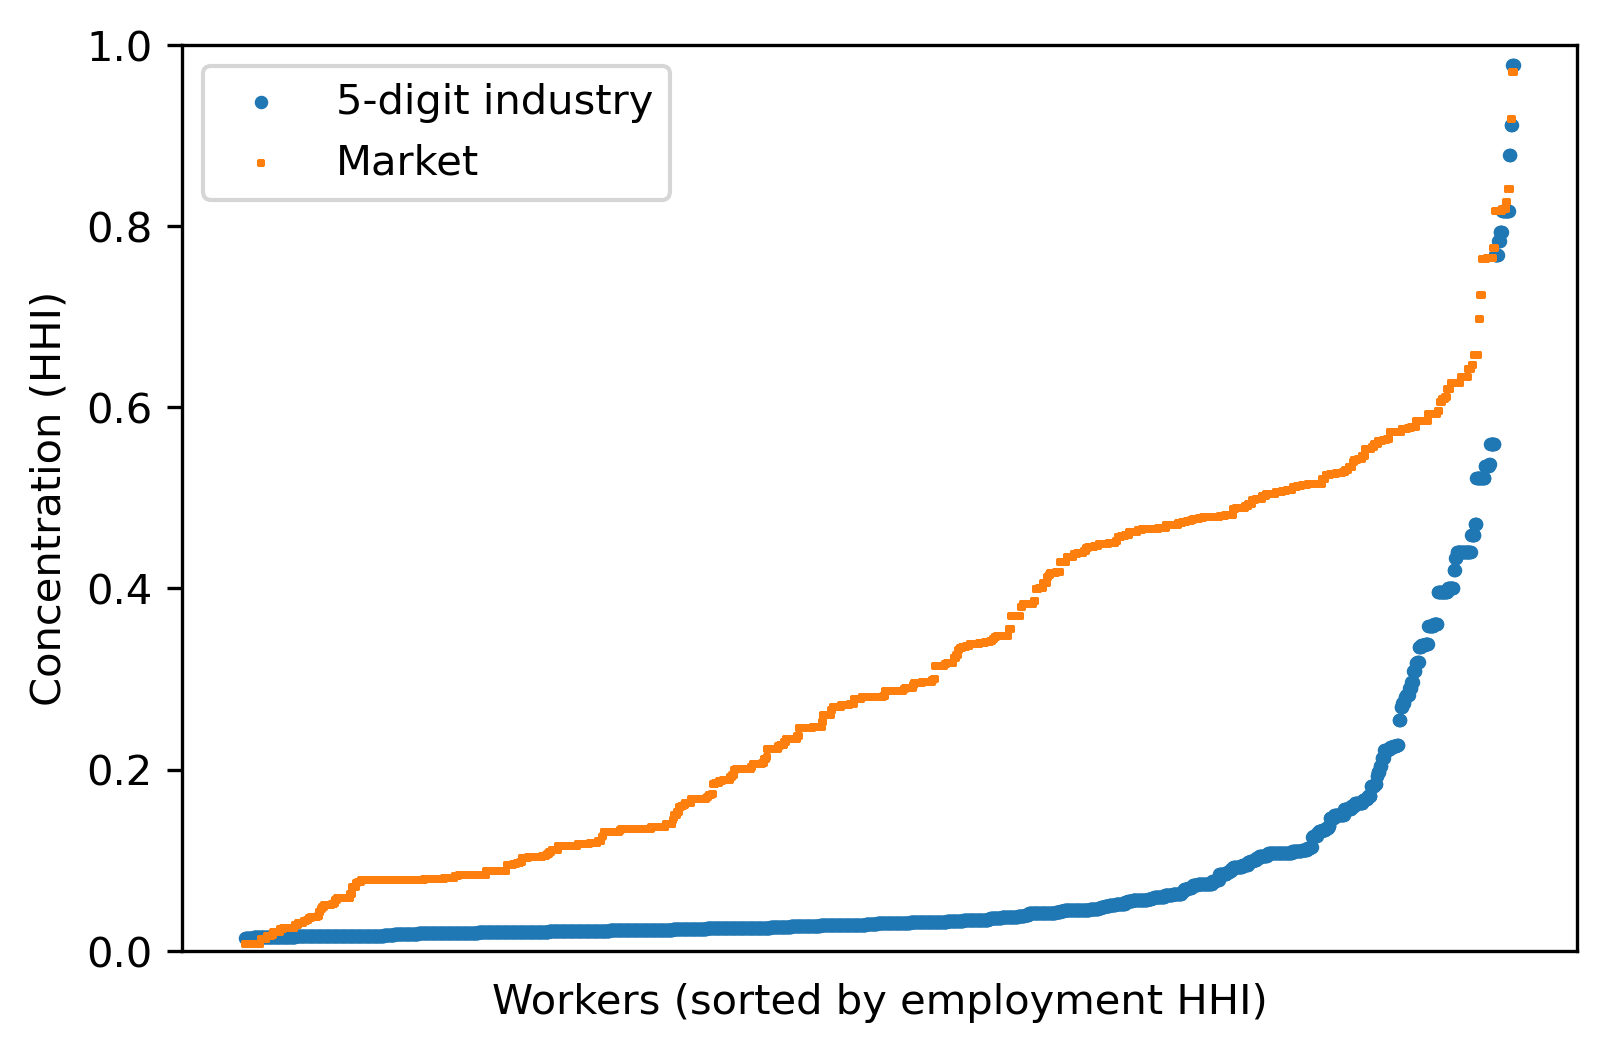 1.0
0.8
0.6
0.4
0.2
0.0
Concentration (HHI)
5-digit industry
Market
Workers (sorted by employment HHI)